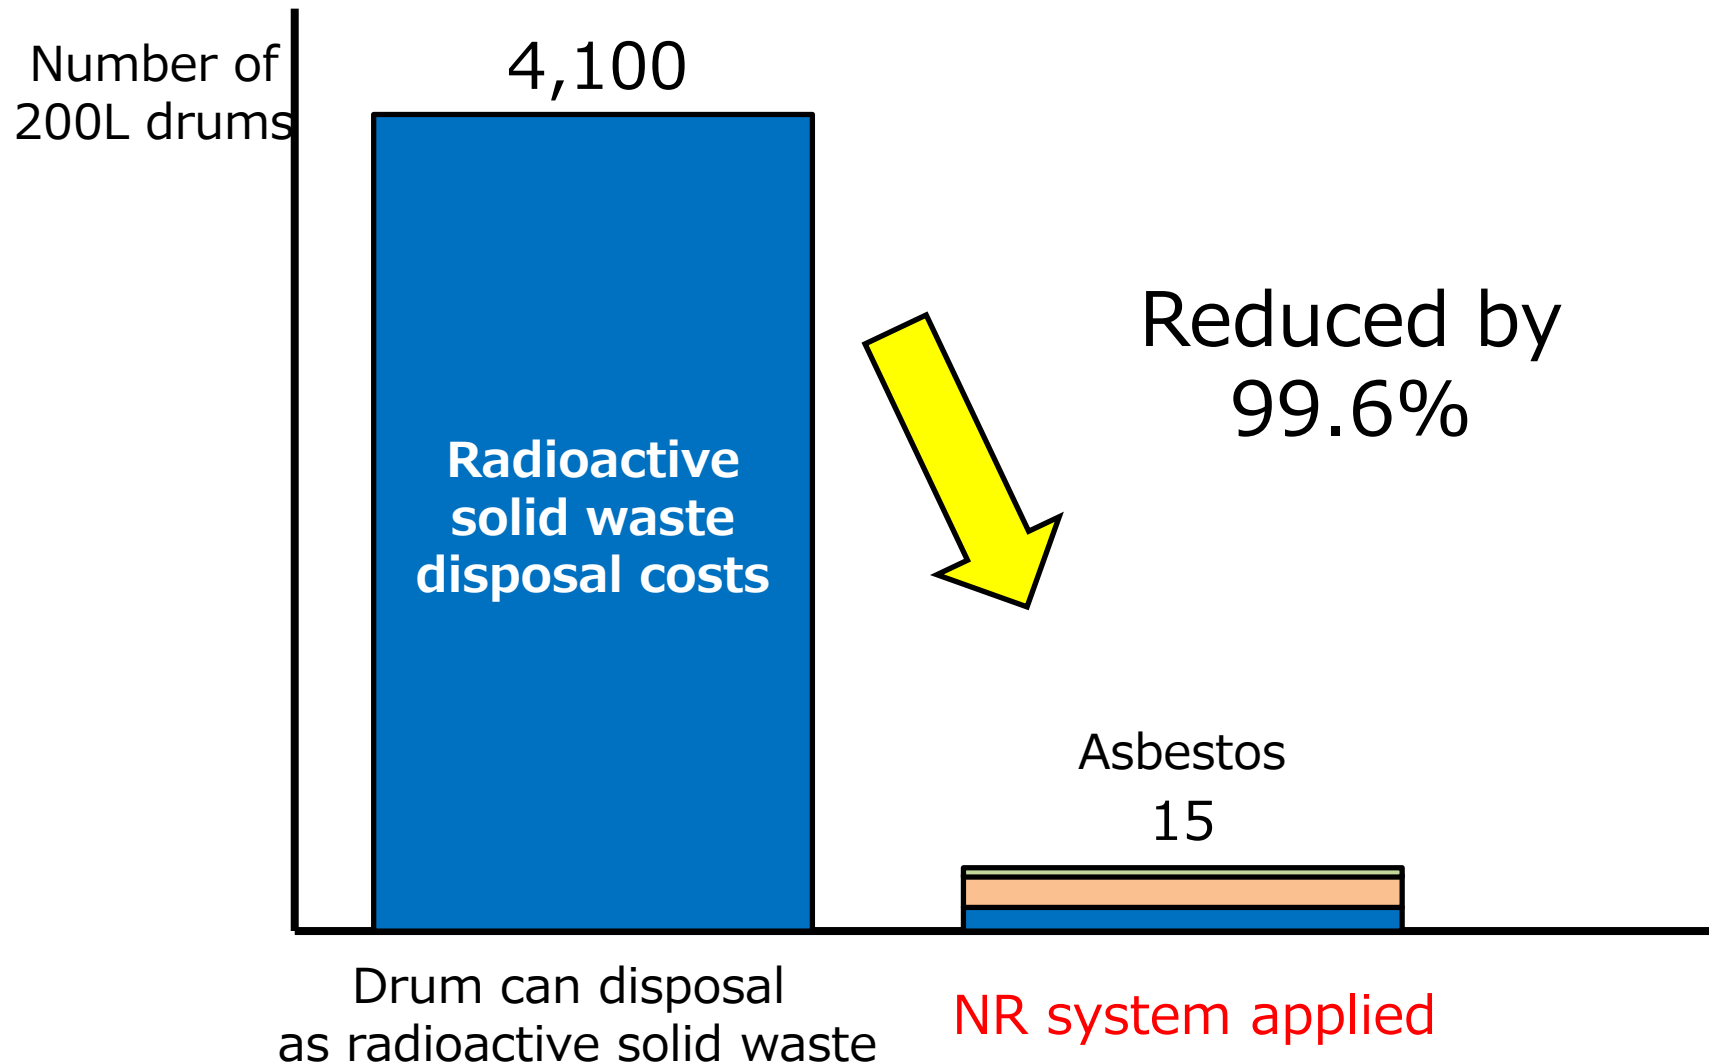 Number of
200L drums
4,100
Radioactive
solid waste
disposal costs
Reduced by
99.6%
Asbestos
15
Drum can disposal
as radioactive solid waste
NR system applied